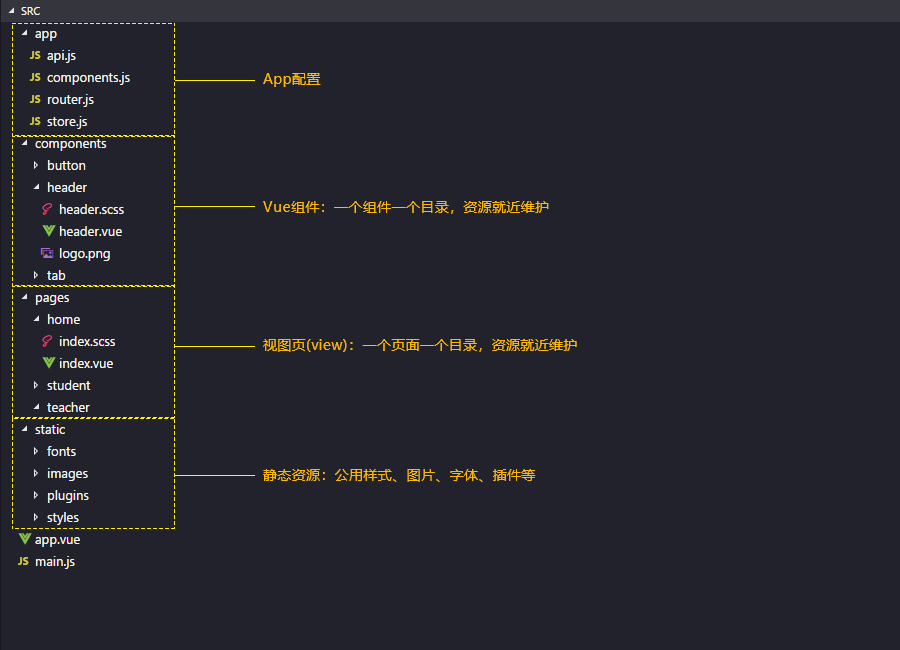 SRC
app
JS api.js
JS components.js
App配置
JS router.js
JS store.js
components
button
header
Vue组件：一个组件一个目录，资源就近维护
header.scss
header.vue
logo.png
tab
pages
home
index.scss
视图页(view)：一个页面一个目录，资源就近维护
index.vue
student
teacher
static
fonts
images
静态资源：公用样式、图片、字体、插件等
plugins
styles
app.vue
JS main.js